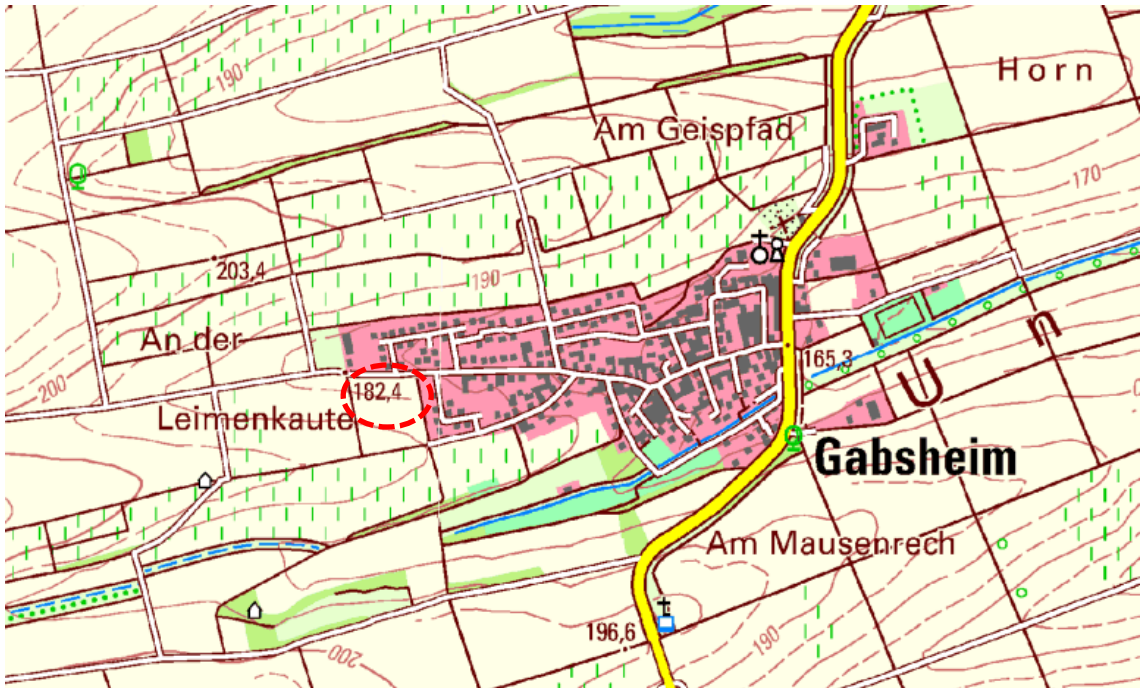 190
Horn
Am Geispfad
170
203,4
190
An der
165,3
n
200
182,4
U
Leimenkaute
Gabsheim
Am Mausenrech
196,6
190
200